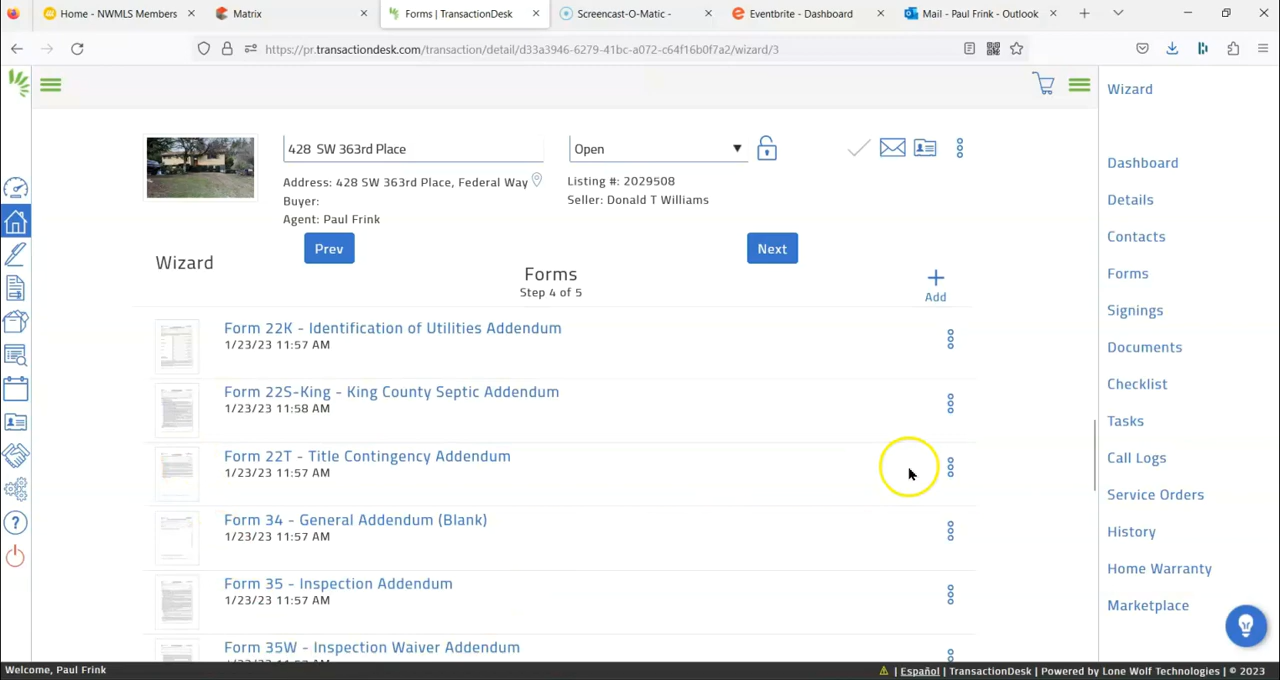 Home - NWMLS Members
Matrix
Forms | TransactionDesk
Screencast-O-Matic -
Eventbrite - Dashboard
Mail - Paul Frink - Outlook
https://pr.transactiondesk.com/transaction/detail/d33a3946-6279-41bc-a072-c64f16b0f7a2/wizard/3
428 SW 363rd Place
Open
Address: 428 SW 363rd Place, Federal Way
Buyer:
Agent: Paul Frink
Listing #: 2029508
Seller: Donald T Williams
Wizard
Prev
Next
Forms
Step 4 of 5
Add
Form 22K - Identification of Utilities Addendum
1/23/23 11:57 AM
Form 22S-King - King County Septic Addendum
1/23/23 11:58 AM
Form 22T - Title Contingency Addendum
1/23/23 11:57 AM
Form 34 - General Addendum (Blank)
1/23/23 11:57 AM
Form 35 - Inspection Addendum
1/23/23 11:57 AM
Form 35W - Inspection Waiver Addendum
Wizard
Dashboard
Details
Contacts
Forms
Signings
Documents
Checklist
Tasks
Call Logs
Service Orders
History
Home Warranty
Marketplace
Welcome, Paul Frink
| Español | TransactionDesk | Powered by Lone Wolf Technologies | © 2023